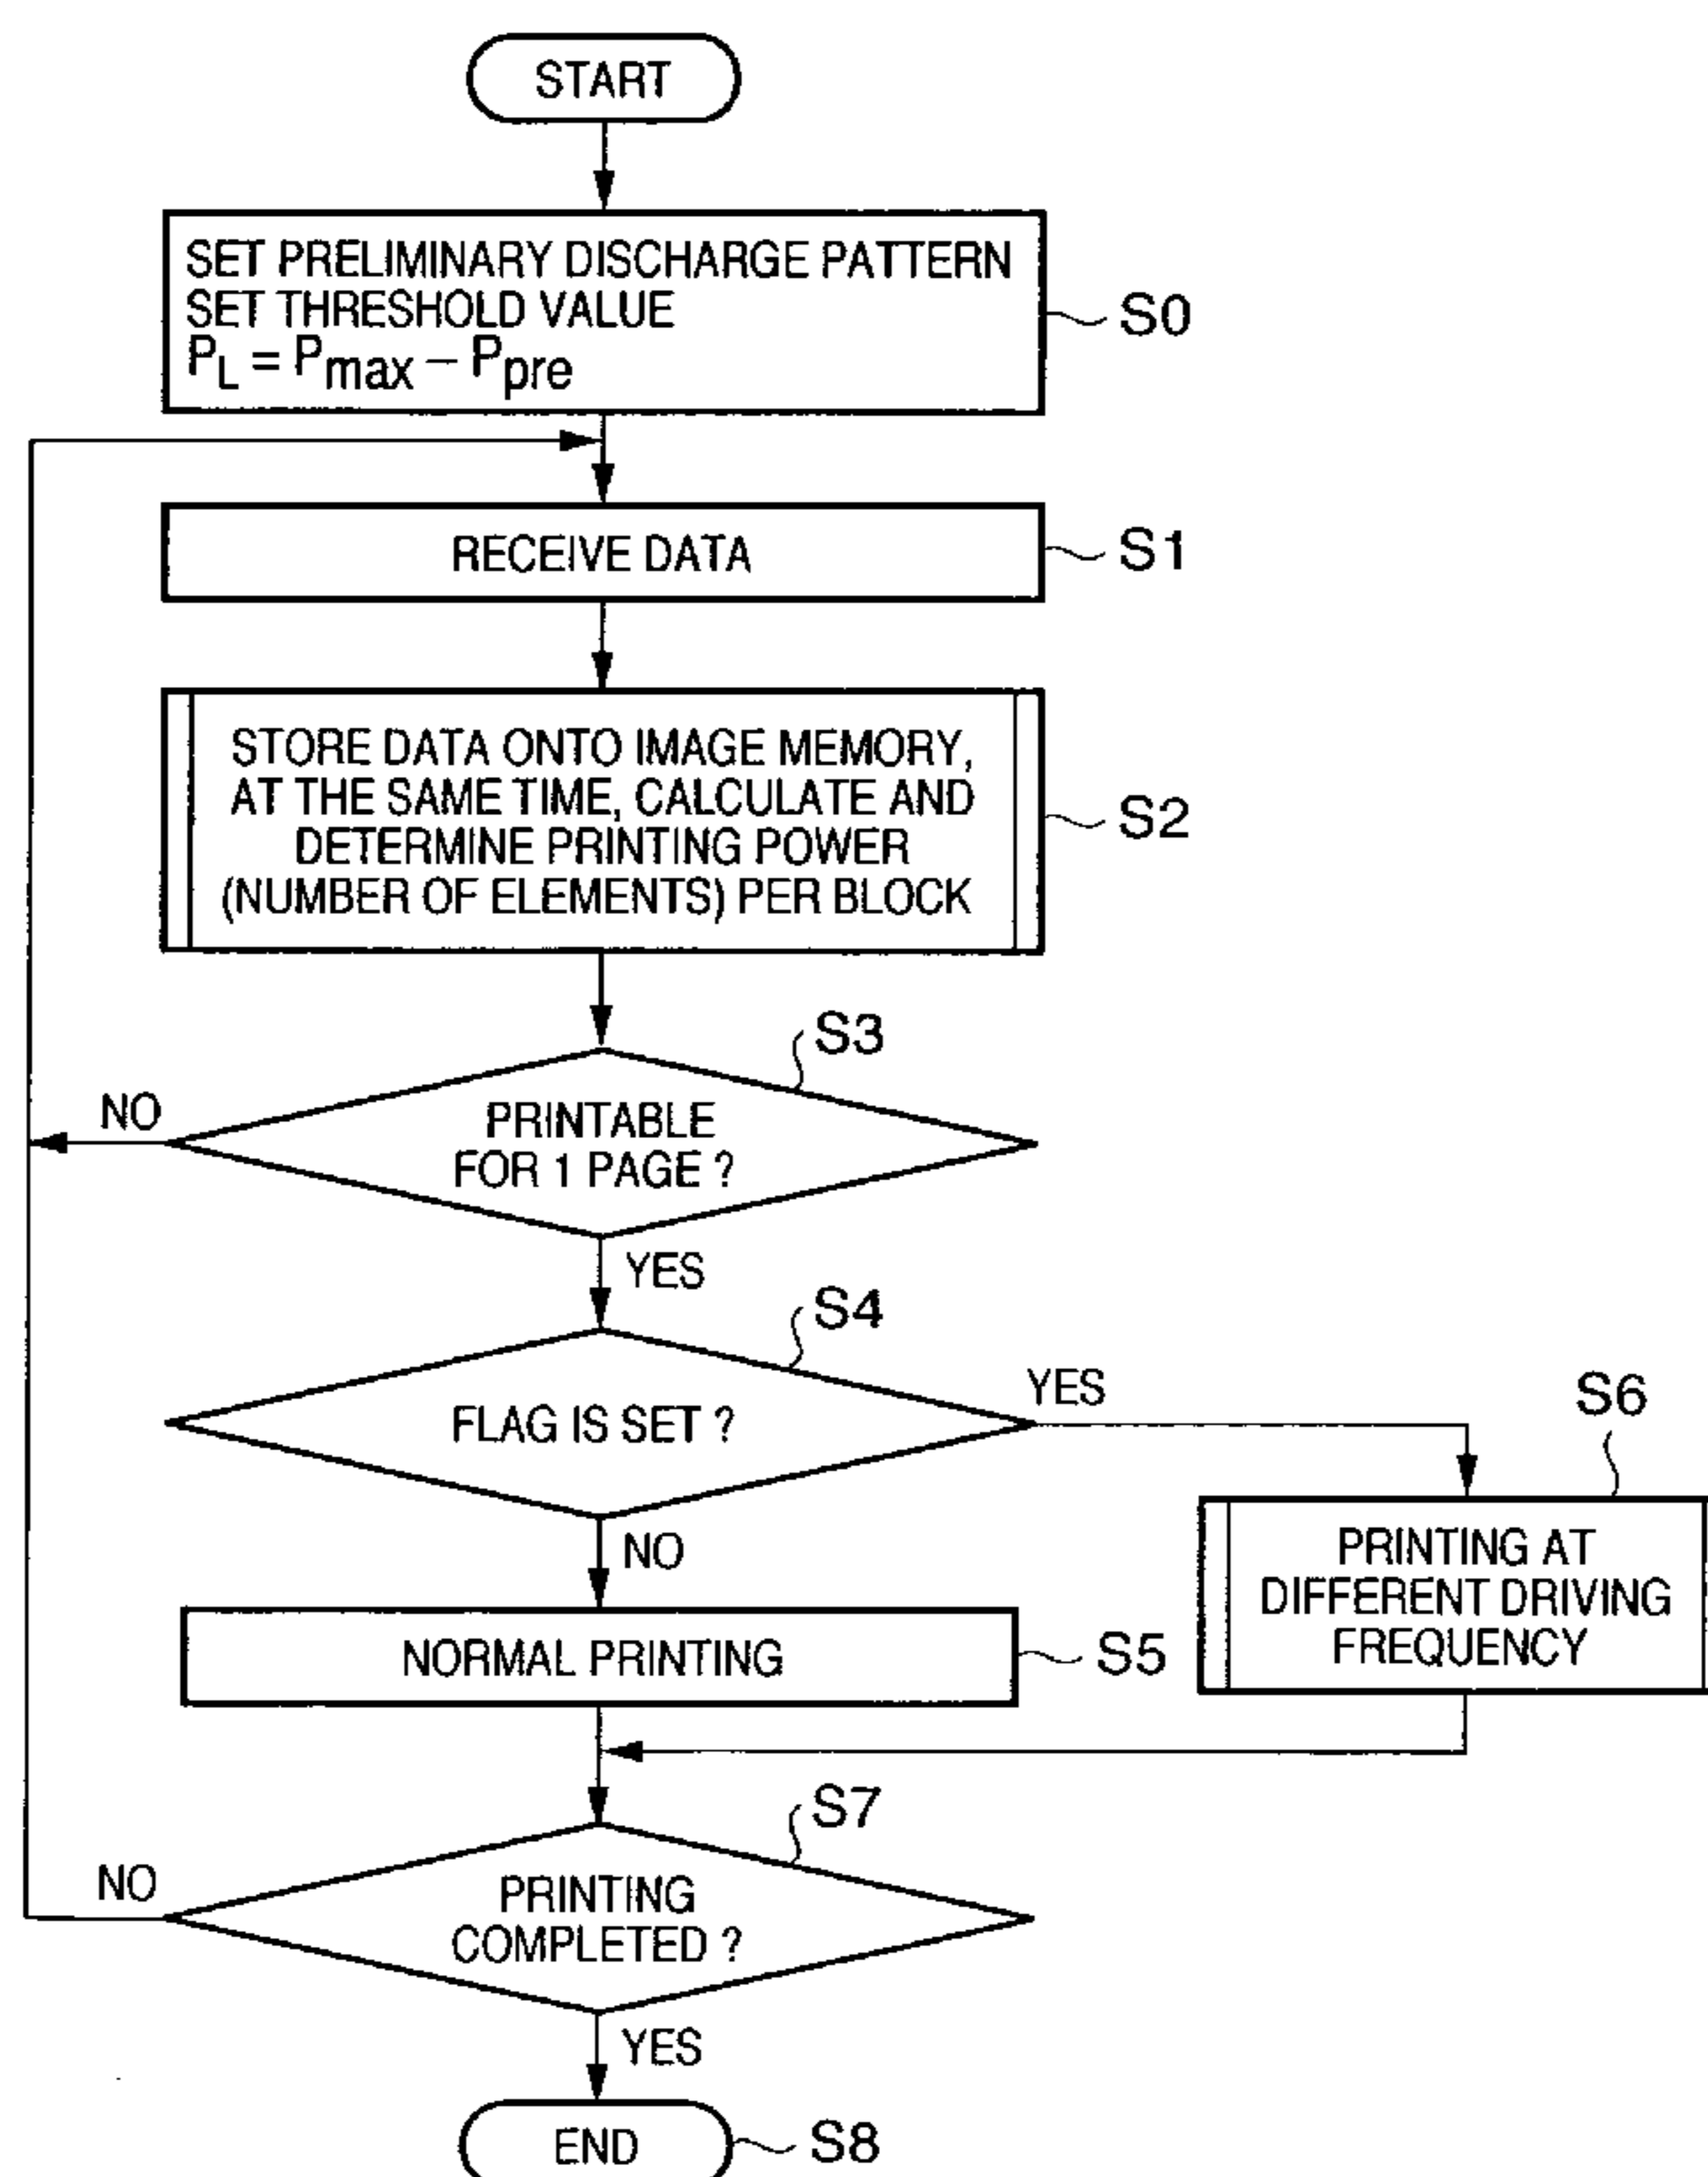 START
SET PRELIMINARY DISCHARGE PATTERN
SET THRESHOLD VALUE
PL = Pmax − Ppre
S0
RECEIVE DATA
S1
STORE DATA ONTO IMAGE MEMORY,
AT THE SAME TIME, CALCULATE AND
DETERMINE PRINTING POWER
(NUMBER OF ELEMENTS) PER BLOCK
S2
S3
PRINTABLE
FOR 1 PAGE ?
NO
YES
S4
FLAG IS SET ?
YES
NO
S6
PRINTING AT
DIFFERENT DRIVING
FREQUENCY
NORMAL PRINTING
S5
S7
PRINTING
COMPLETED ?
NO
YES
END
S8